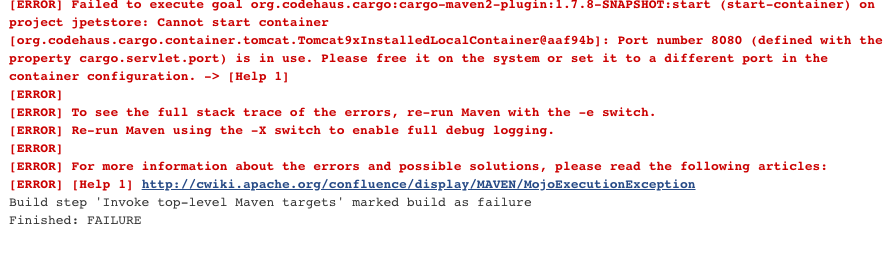 [ERROR] Failed to execute goal org.codehaus.cargo:cargo-maven2-plugin:1.7.8-SNAPSHOT:start (start-container) on
project jpetstore: Cannot start container
[org.codehaus.cargo.container.tomcat.Tomcat9xInstalledLocalContainer@aaf94b]: Port number 8080 (defined with the
property cargo.servlet.port) is in use. Please free it on the system or set it to a different port in the
container configuration. -> [Help 1]
[ERROR]
[ERROR] To see the full stack trace of the errors, re-run Maven with the -e switch.
[ERROR] Re-run Maven using the -X switch to enable full debug logging.
[ERROR]
[ERROR] For more information about the errors and possible solutions, please read the following articles:
[ERROR] [Help 1] http://cwiki.apache.org/confluence/display/MAVEN/MojoExecutionException
Build step 'Invoke top-level Maven targets' marked build as failure
Finished: FAILURE